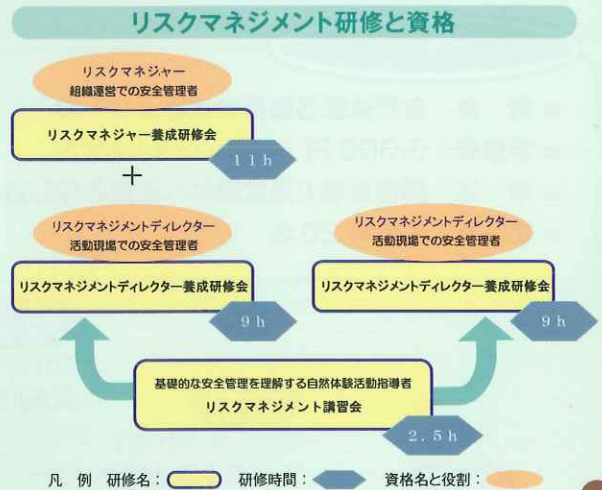 リスクマネジメント研修と資格
リスクマネジャー
組織運営での安全管理者
リスクマネジャー養成研修会
11h
+
リスクマネジメントディレクター
活動現場での安全管理者
リスクマネジメントディレクター養成研修会
9h
リスクマネジメントディレクター
活動現場での安全管理者
リスクマネジメントディレクター養成研修会
9h
基礎的な安全管理を理解する自然体験活動指導者
リスクマネジメント講習会
2.5h
凡 例 研修名： 研修時間： 資格名と役割：